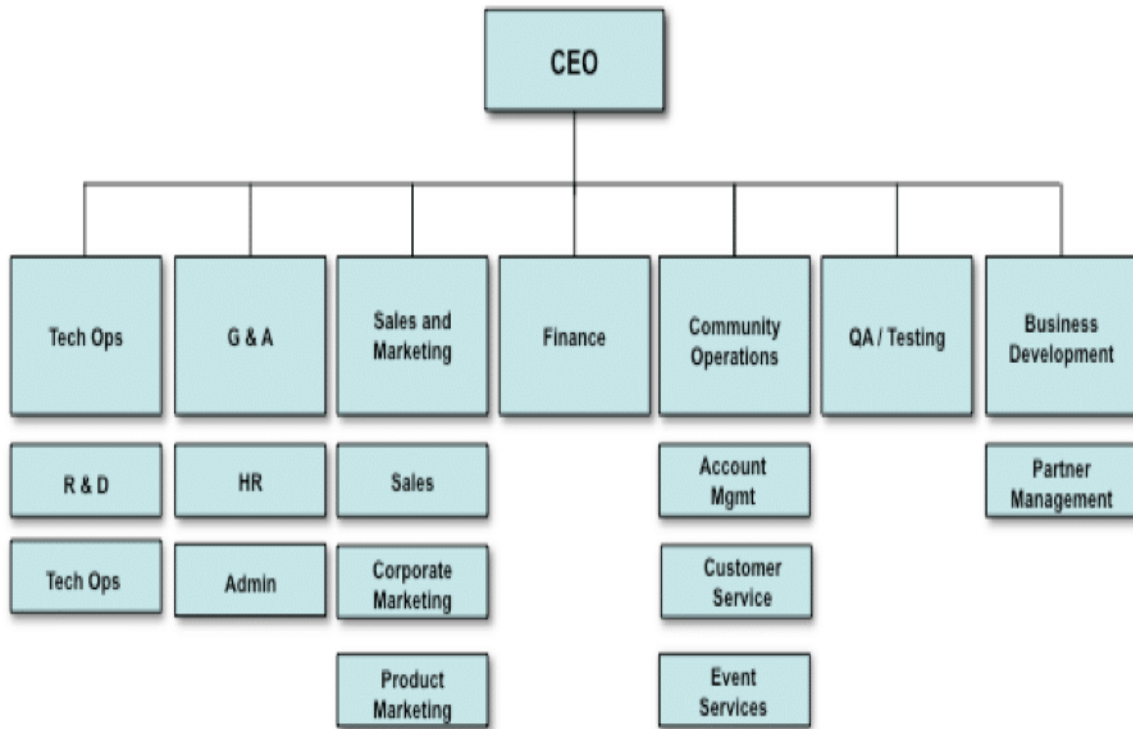 CEO
Tech Ops
G & A
Sales and
Marketing
Finance
Community
Operations
QA / Testing
Business
Development
R & D
HR
Sales
Account
Mgmt
Partner
Management
Tech Ops
Admin
Corporate
Marketing
Customer
Service
Product
Marketing
Event
Services